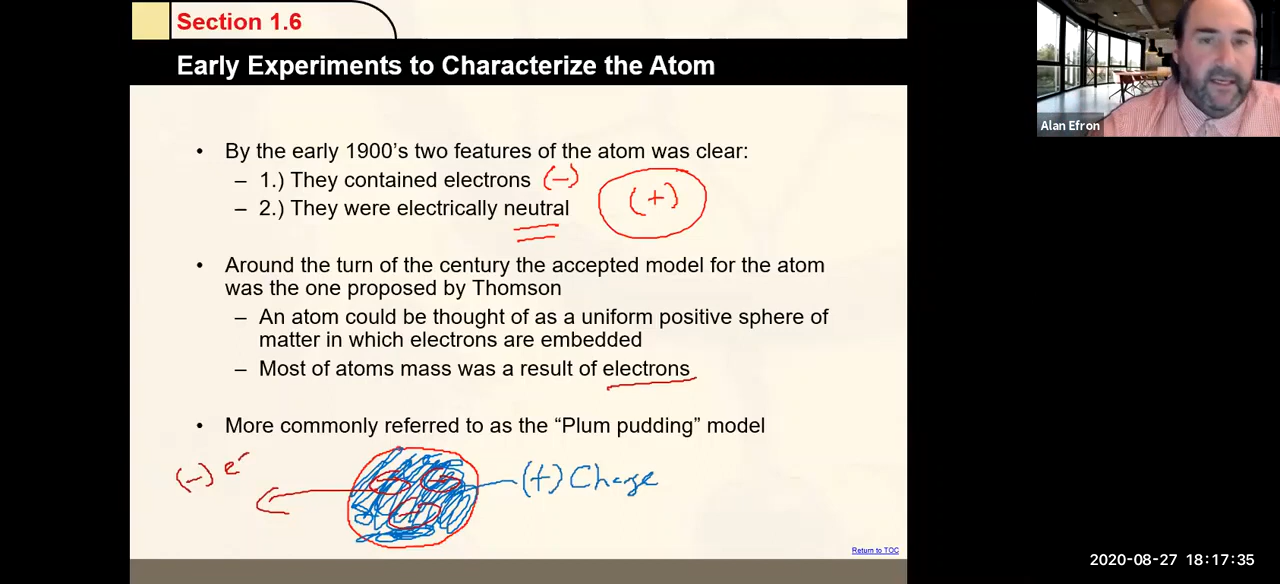 Section 1.6
Early Experiments to Characterize the Atom
• By the early 1900's two features of the atom was clear:
– 1.) They contained electrons (−)
– 2.) They were electrically neutral (+)
• Around the turn of the century the accepted model for the atom
was the one proposed by Thomson
– An atom could be thought of as a uniform positive sphere of
matter in which electrons are embedded
– Most of atoms mass was a result of electrons
• More commonly referred to as the “Plum pudding” model
(−) e⁻
(+) Charge
Return to TOC
Alan Efron
2020-08-27 18:17:35